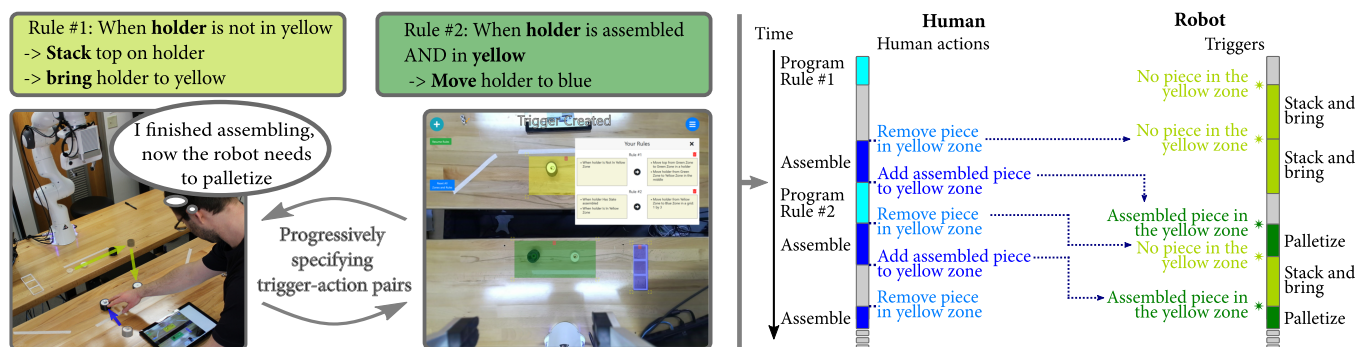 Rule #1: When holder is not in yellow
-> Stack top on holder
-> bring holder to yellow
Rule #2: When holder is assembled
AND in yellow
-> Move holder to blue
I finished assembling,
now the robot needs
to palletize
Progressively
specifying
trigger-action pairs
Trigger Created
Your Rules
Rule #1
Rule #2
Time
Human
Human actions
Robot
Triggers
Program
Rule #1
Assemble
Program
Rule #2
Assemble
Assemble
Remove piece
in yellow zone
Add assembled piece
to yellow zone
Remove piece
in yellow zone
Add assembled piece
to yellow zone
Remove piece
in yellow zone
No piece in the
yellow zone
No piece in the
yellow zone
Assembled piece in
the yellow zone
No piece in the
yellow zone
Assembled piece in
the yellow zone
Stack and
bring
Stack and
bring
Palletize
Stack and
bring
Palletize